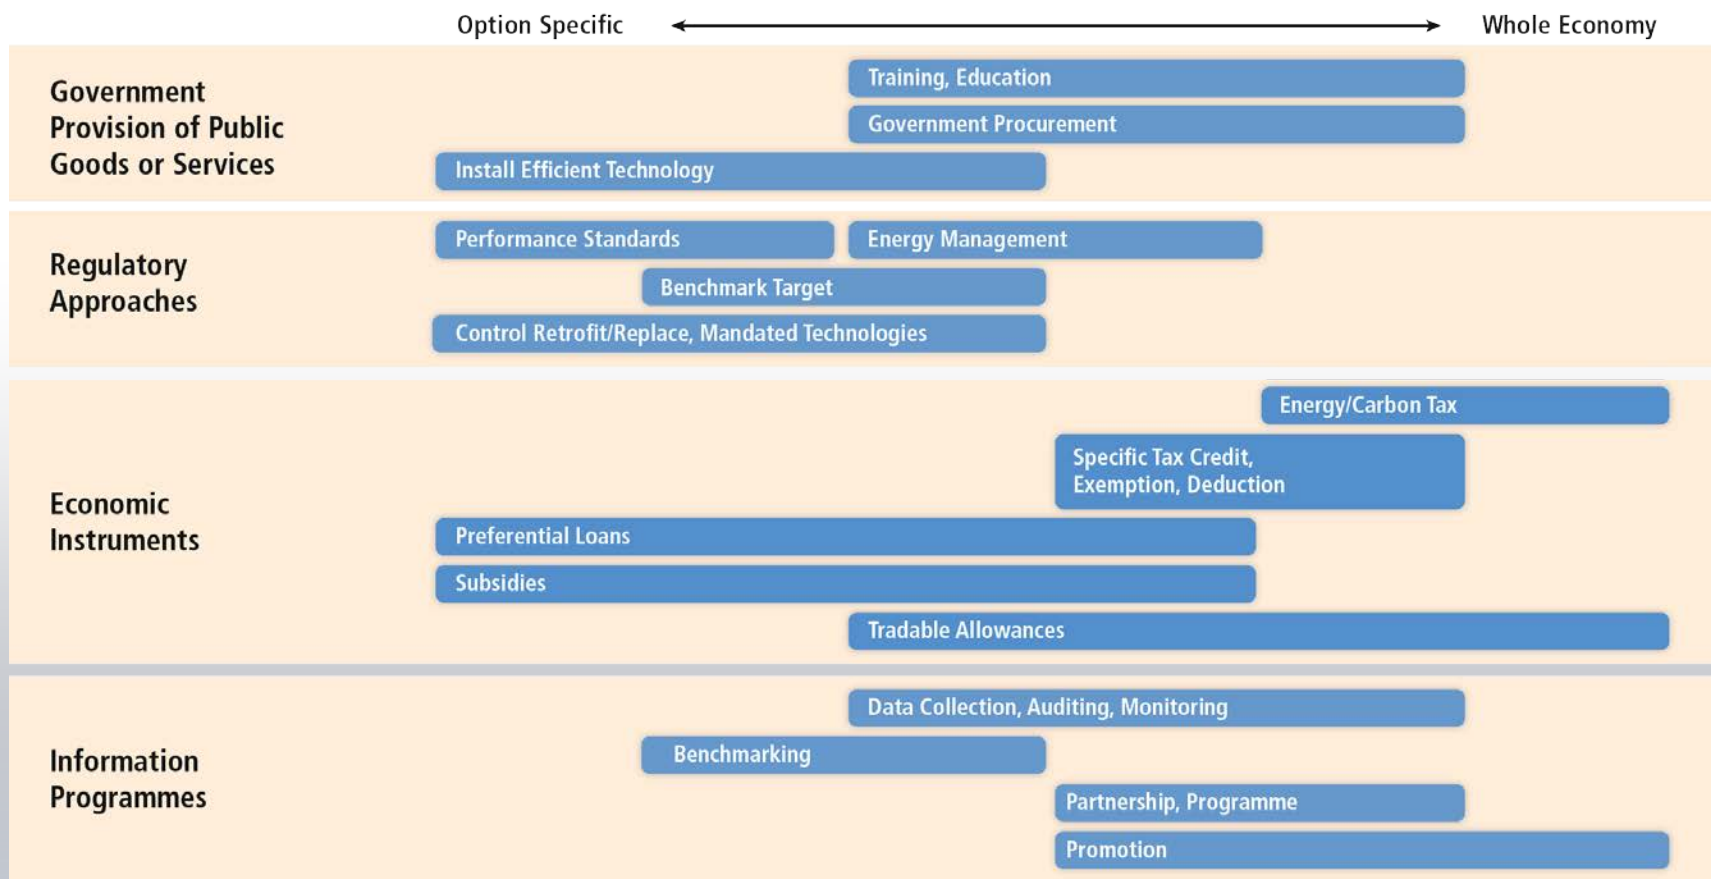 Option Specific
Whole Economy
Government
Provision of Public
Goods or Services
Training, Education
Government Procurement
Install Efficient Technology
Regulatory
Approaches
Performance Standards
Energy Management
Benchmark Target
Control Retrofit/Replace, Mandated Technologies
Economic
Instruments
Energy/Carbon Tax
Specific Tax Credit,
Exemption, Deduction
Preferential Loans
Subsidies
Tradable Allowances
Information
Programmes
Data Collection, Auditing, Monitoring
Benchmarking
Partnership, Programme
Promotion